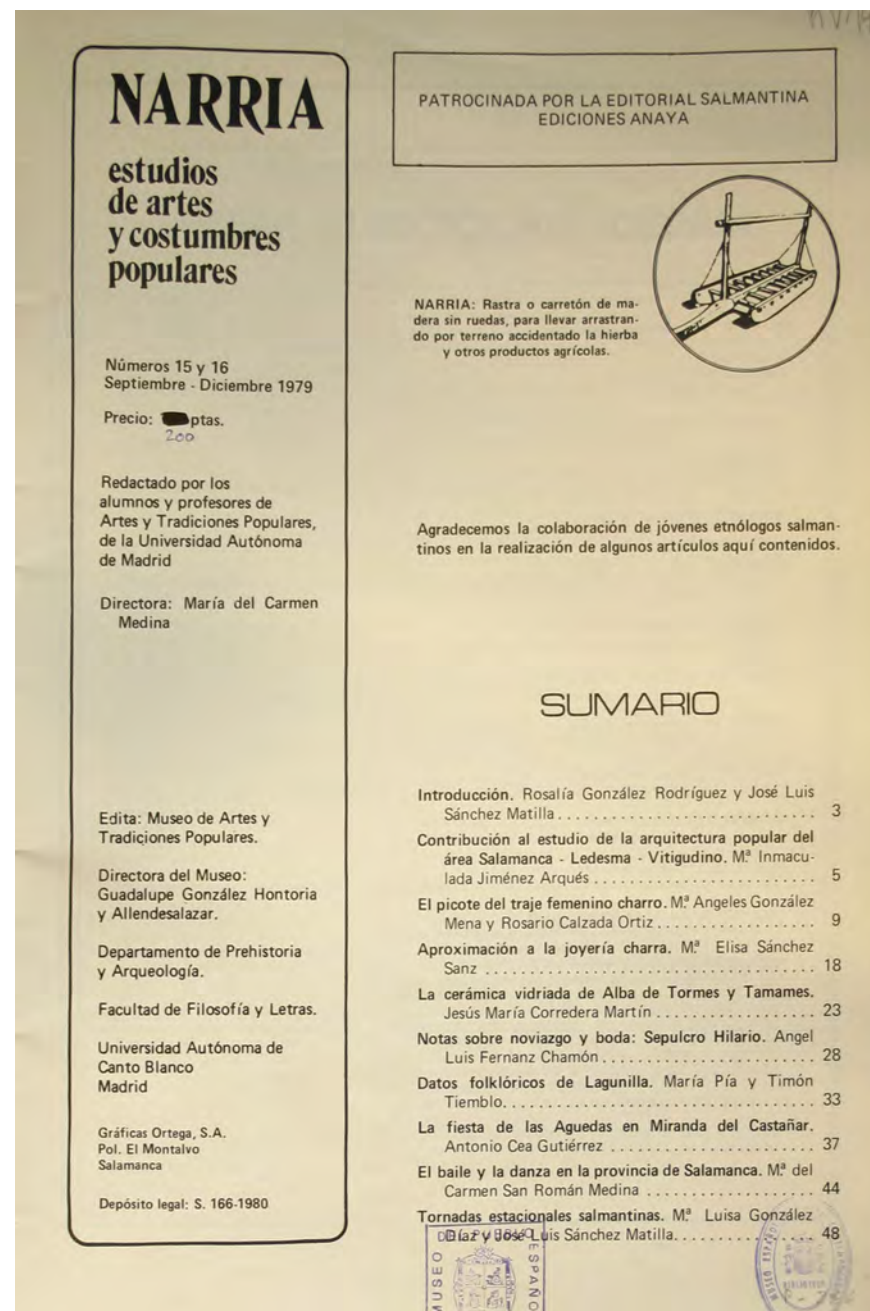 NARRIA
estudios
de artes
y costumbres
populares
Números 15 y 16
Septiembre - Diciembre 1979
Precio: ptas.
200
Redactado por los
alumnos y profesores de
Artes y Tradiciones Populares,
de la Universidad Autónoma
de Madrid
Directora: María del Carmen
Medina
Edita: Museo de Artes y
Tradiciones Populares.
Directora del Museo:
Guadalupe González Hontoria
y Allendesalazar.
Departamento de Prehistoria
y Arqueología.
Facultad de Filosofía y Letras.
Universidad Autónoma de
Canto Blanco
Madrid
Gráficas Ortega, S.A.
Pol. El Montalvo
Salamanca
Depósito legal: S. 166-1980
PATROCINADA POR LA EDITORIAL SALMANTINA
EDICIONES ANAYA
NARRIA: Rastra o carretón de ma-
dera sin ruedas, para llevar arrastran-
do por terreno accidentado la hierba
y otros productos agrícolas.
Agradecemos la colaboración de jóvenes etnólogos salman-
tinos en la realización de algunos artículos aquí contenidos.
SUMARIO
Introducción. Rosalía González Rodríguez y José Luis
Sánchez Matilla............................ 3
Contribución al estudio de la arquitectura popular del
área Salamanca - Ledesma - Vitigudino. M.ª Inmacu-
lada Jiménez Arqués........................ 5
El picote del traje femenino charro. M.ª Angeles González
Mena y Rosario Calzada Ortiz.................. 9
Aproximación a la joyería charra. M.ª Elisa Sánchez
Sanz.................................... 18
La cerámica vidriada de Alba de Tormes y Tamames.
Jesús María Corredera Martín.................. 23
Notas sobre noviazgo y boda: Sepulcro Hilario. Angel
Luis Fernanz Chamón........................ 28
Datos folklóricos de Lagunilla. María Pía y Timón
Tiemblo.................................. 33
La fiesta de las Aguedas en Miranda del Castañar.
Antonio Cea Gutiérrez....................... 37
El baile y la danza en la provincia de Salamanca. M.ª del
Carmen San Román Medina................... 44
Tornadas estacionales salmantinas. M.ª Luisa González
Díaz y José Luis Sánchez Matilla............... 48
MUSEO DEL PUEBLO ESPAÑO
MUSEO ESPAÑO
BIBLIOTECA